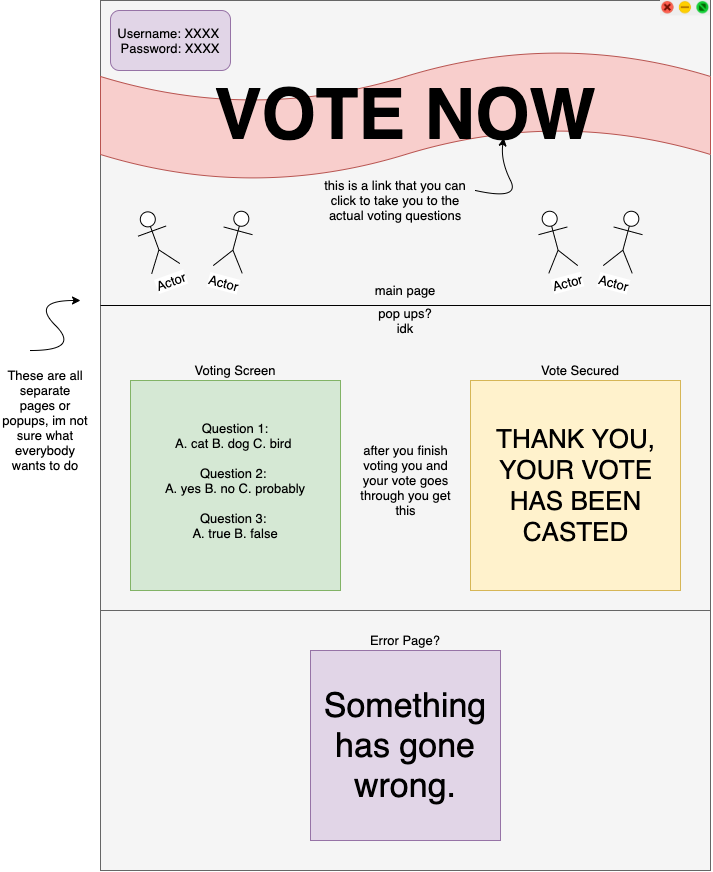 Username: XXXX
Password: XXXX
VOTE NOW
this is a link that you can
click to take you to the
actual voting questions
Actor
Actor
Actor
Actor
main page
pop ups?
idk
These are all
separate
pages or
popups, im not
sure what
everybody
wants to do
Voting Screen
Question 1:
A. cat B. dog C. bird
Question 2:
A. yes B. no C. probably
Question 3:
A. true B. false
after you finish
voting you and
your vote goes
through you get
this
Vote Secured
THANK YOU,
YOUR VOTE
HAS BEEN
CASTED
Error Page?
Something
has gone
wrong.